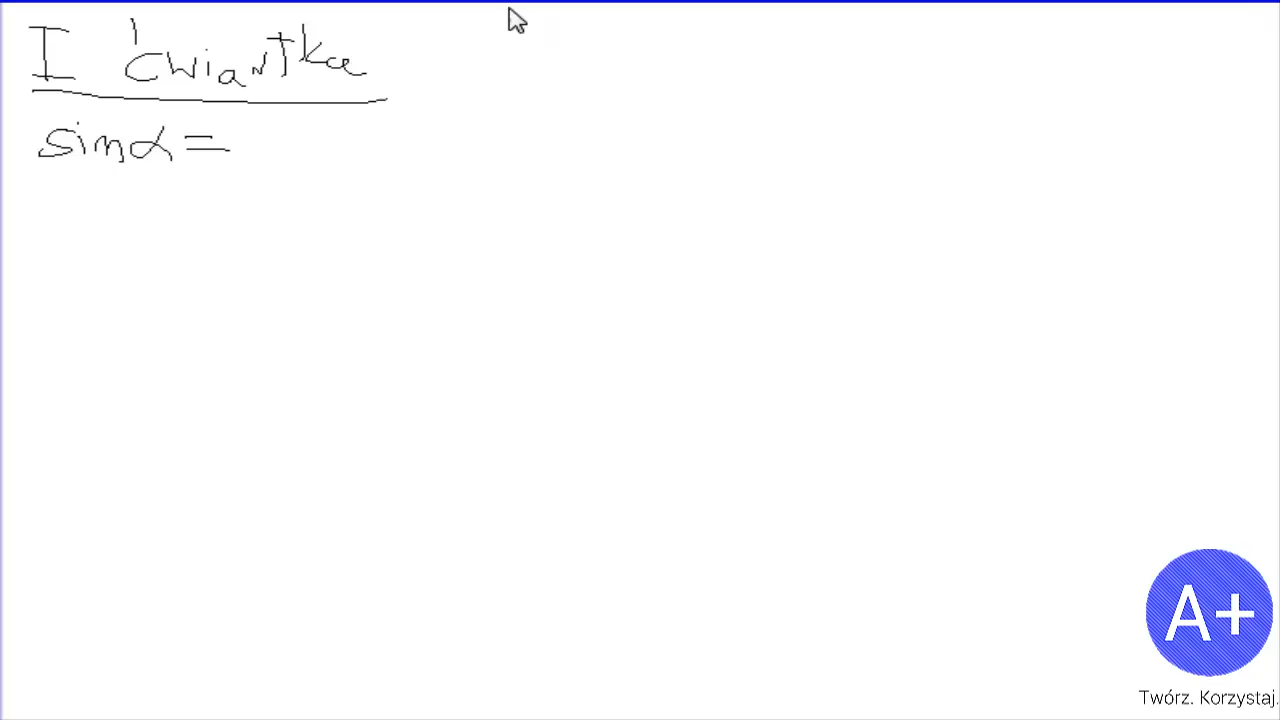 I ćwiartka
sinα=
A+
Twórz. Korzystaj.